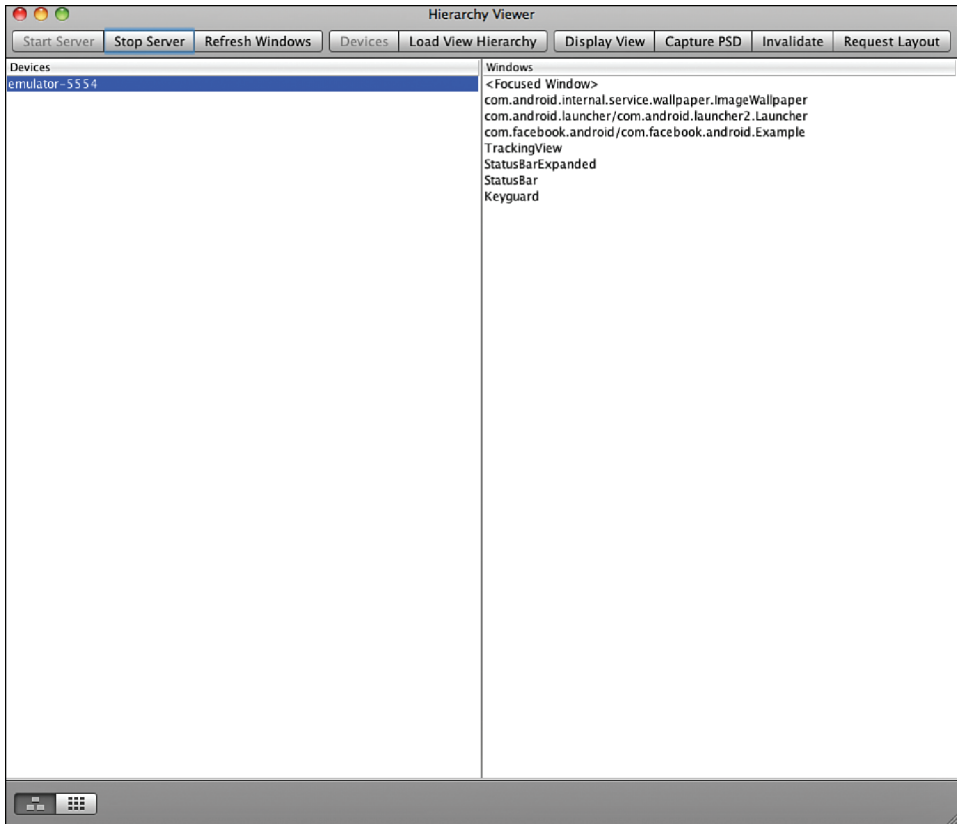 Hierarchy Viewer
Start Server Stop Server Refresh Windows Devices Load View Hierarchy Display View Capture PSD Invalidate Request Layout
Devices
emulator-5554
Windows
<Focused Window>
com.android.internal.service.wallpaper.ImageWallpaper
com.android.launcher/com.android.launcher2.Launcher
com.facebook.android/com.facebook.android.Example
TrackingView
StatusBarExpanded
StatusBar
Keyguard